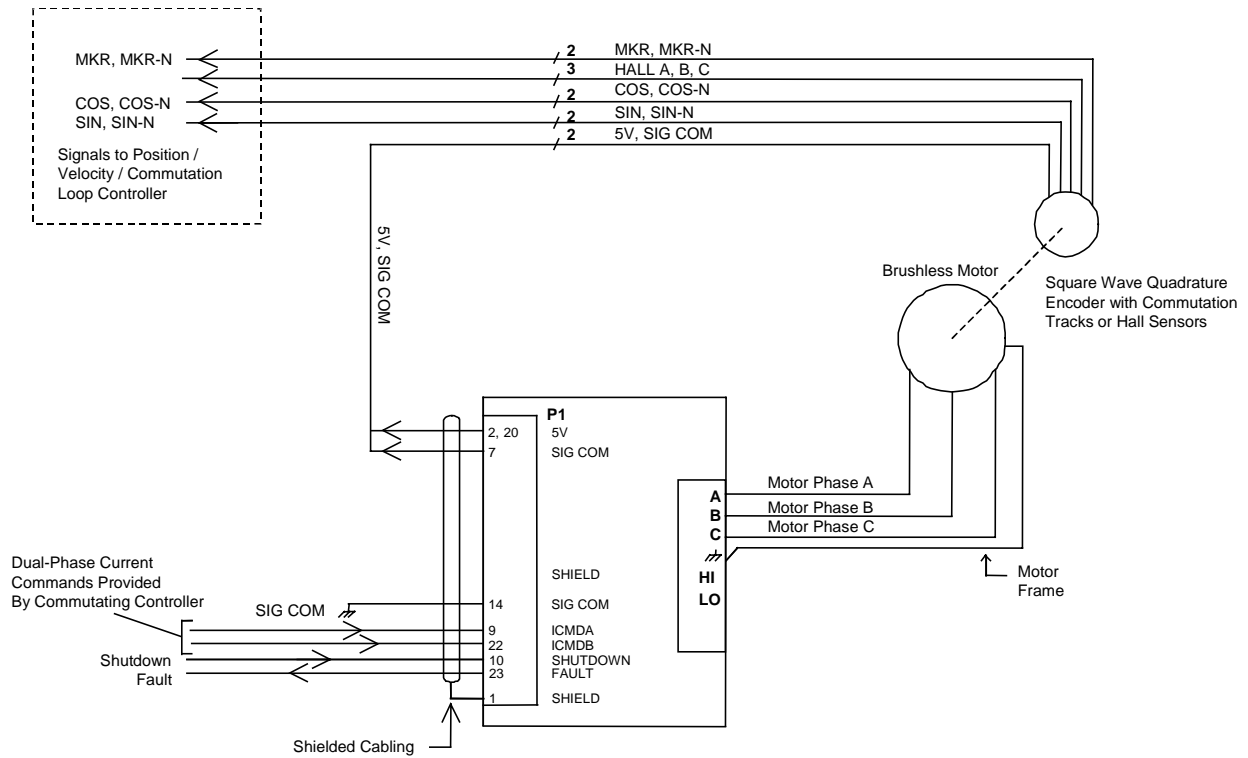 2 MKR, MKR-N
MKR, MKR-N
3 HALL A, B, C
2 COS, COS-N
COS, COS-N
2 SIN, SIN-N
SIN, SIN-N
2 5V, SIG COM
Signals to Position /
Velocity / Commutation
Loop Controller
5V, SIG COM
Brushless Motor
Square Wave Quadrature
Encoder with Commutation
Tracks or Hall Sensors
P1
2, 20 5V
7 SIG COM
A Motor Phase A
B Motor Phase B
C Motor Phase C
HI
LO
Motor
Frame
Dual-Phase Current
Commands Provided
By Commutating Controller
SHIELD
SIG COM
14 SIG COM
9 ICMDA
22 ICMDB
Shutdown
10 SHUTDOWN
Fault
23 FAULT
1 SHIELD
Shielded Cabling